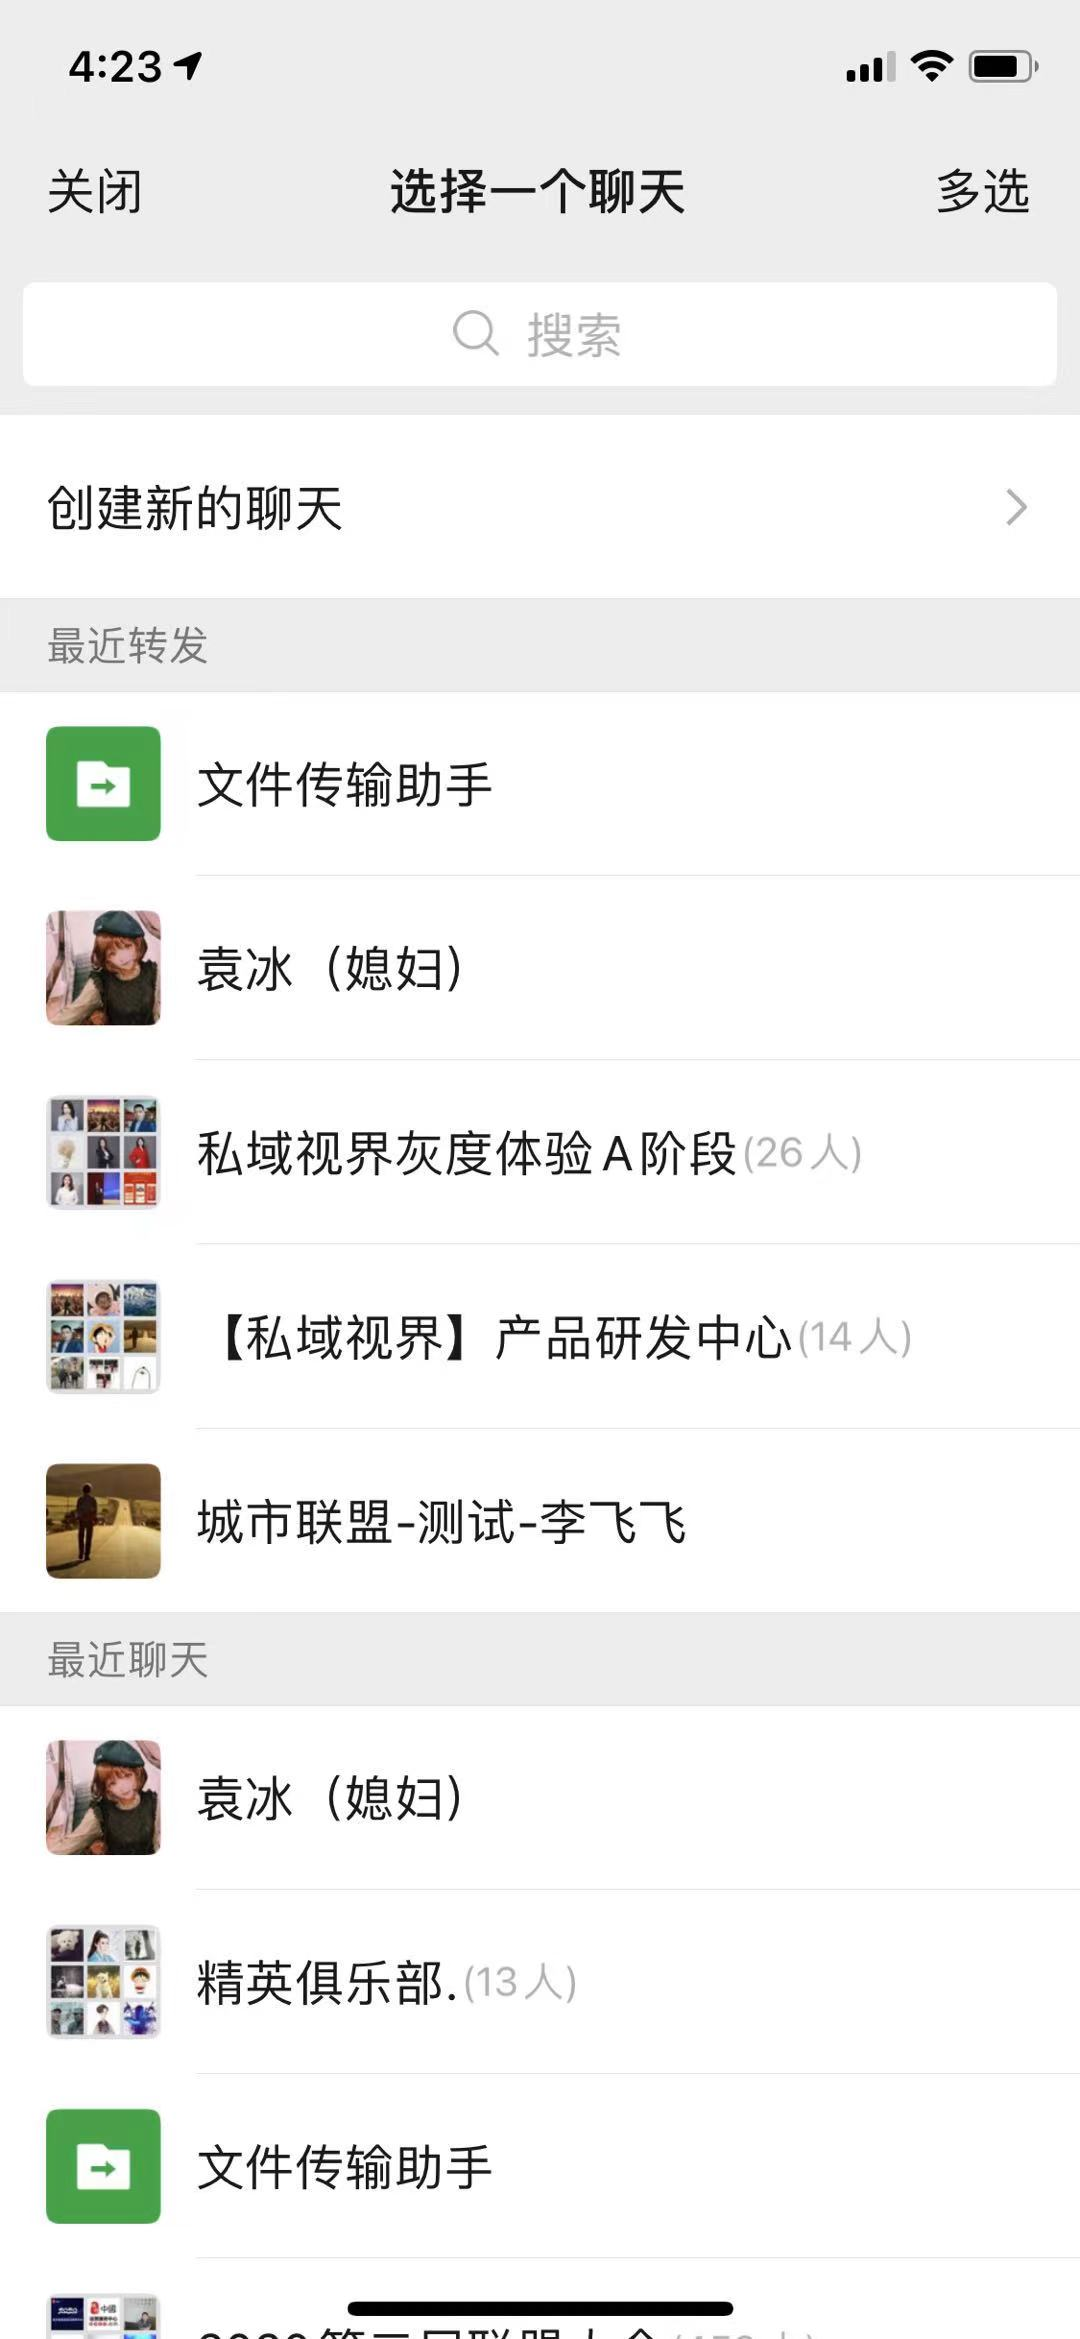 4:23
关闭
选择一个聊天
多选
搜索
创建新的聊天
最近转发
文件传输助手
袁冰（媳妇）
私域视界灰度体验A阶段(26人)
【私域视界】产品研发中心(14人)
城市联盟-测试-李飞飞
最近聊天
袁冰（媳妇）
精英俱乐部.(13人)
文件传输助手